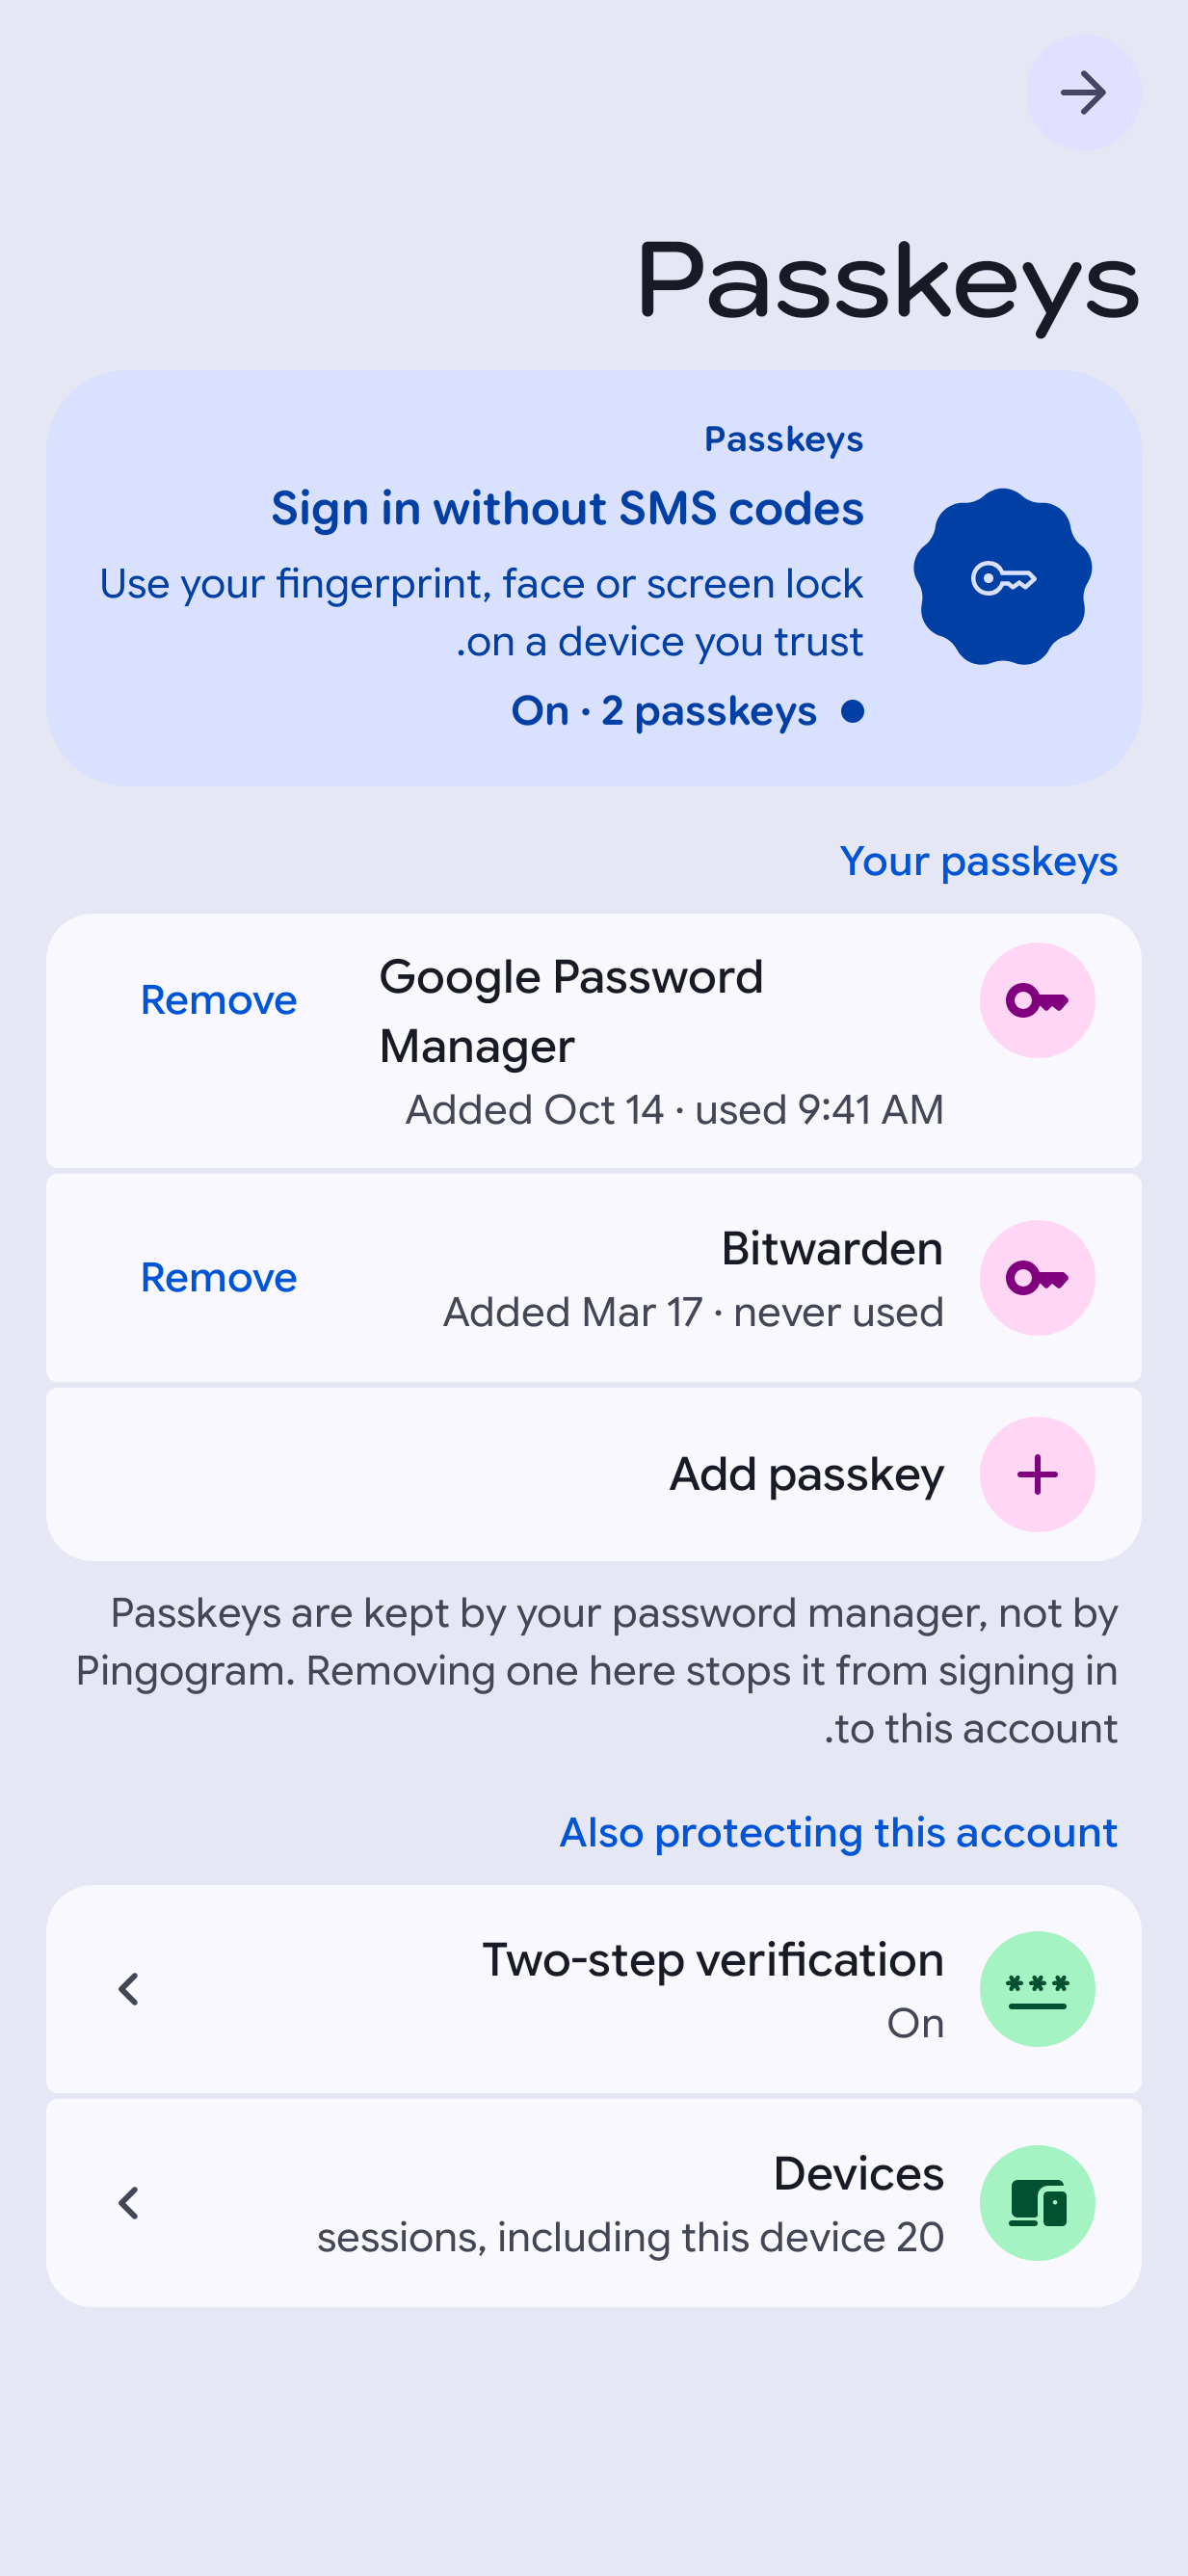 Passkeys
Passkeys
Sign in without SMS codes
Use your fingerprint, face or screen lock
.on a device you trust
On · 2 passkeys
Your passkeys
Google Password
Manager
Added Oct 14 · used 9:41 AM
Remove
Bitwarden
Added Mar 17 · never used
Remove
Add passkey
Passkeys are kept by your password manager, not by
Pingogram. Removing one here stops it from signing in
.to this account
Also protecting this account
Two-step verification
On
Devices
sessions, including this device 20